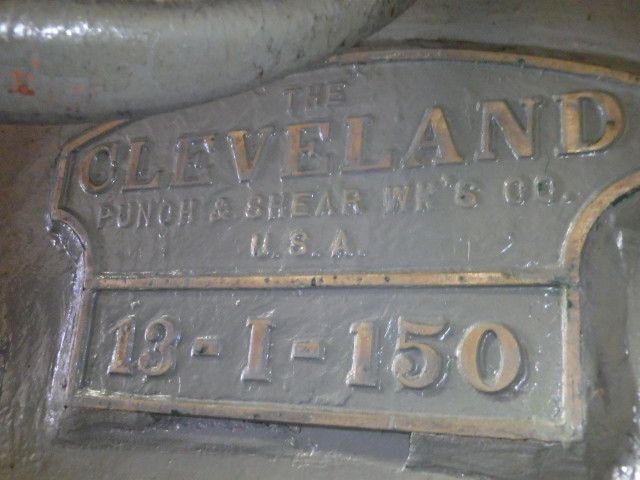 THE
CLEVELAND
PUNCH & SHEAR WK'S CO.
U.S.A.
13-I-150